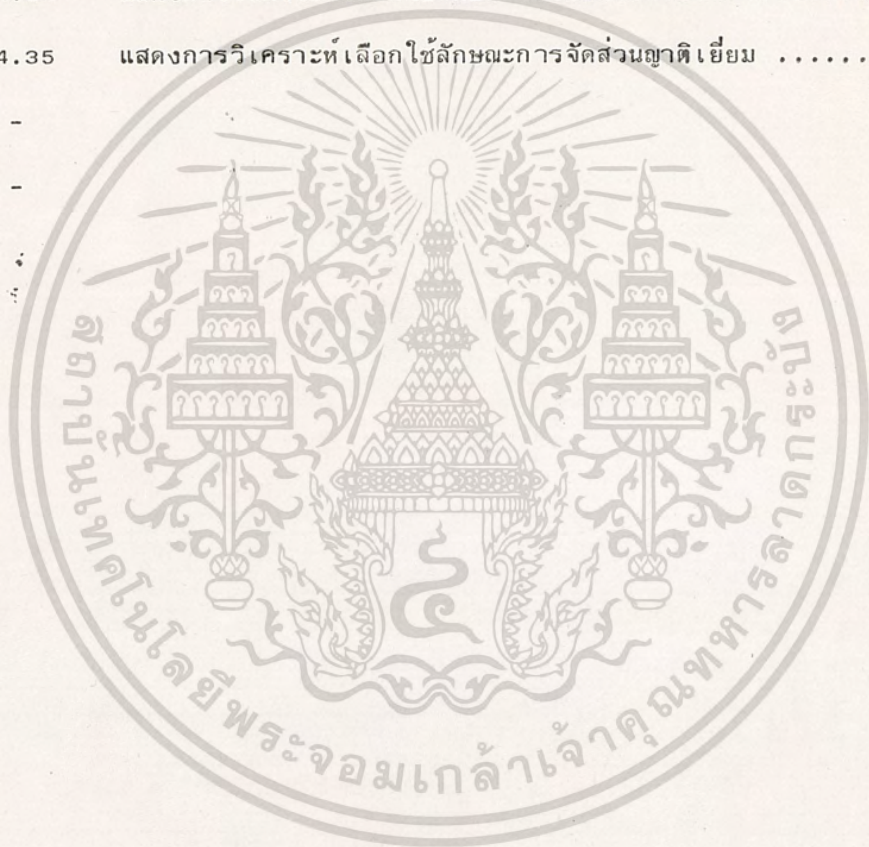 4.35 แสดงการวิเคราะห์เลือกใช้ลักษณะการจัดส่วนญาติเยี่ยม ......
-
-
สถาบันเทคโนโลยีพระจอมเกล้าเจ้าคุณทหารลาดกระบัง
๔